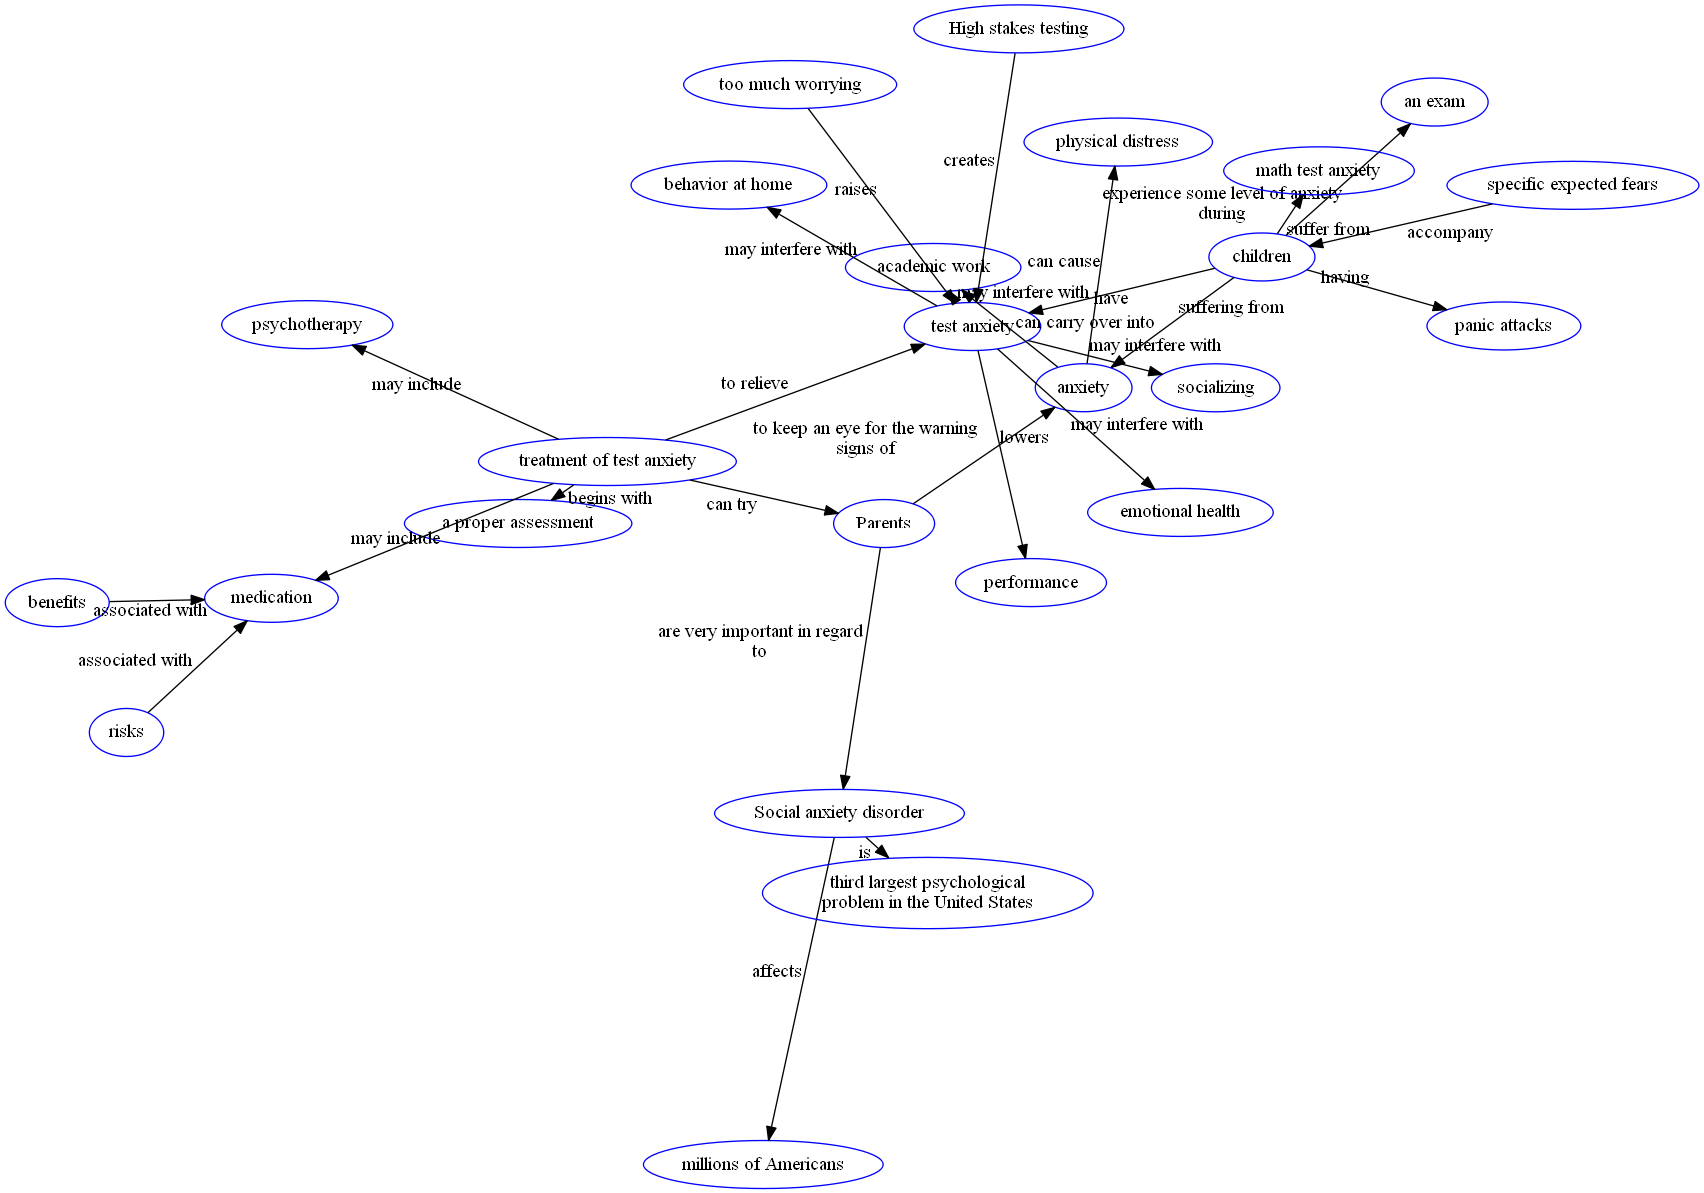 High stakes testing
too much worrying
an exam
physical distress
creates
math test anxiety
behavior at home
raises
experience some level of anxiety
during
specific expected fears
suffer from
accompany
may interfere with
children
can cause
academic work
having
may interfere with
have
suffering from
psychotherapy
test anxiety
can carry over into
panic attacks
may interfere with
may include
to relieve
anxiety
socializing
to keep an eye for the warning
signs of
lowers
may interfere with
treatment of test anxiety
begins with
can try
emotional health
a proper assessment
Parents
may include
performance
benefits
associated with
medication
are very important in regard
to
associated with
risks
Social anxiety disorder
is
third largest psychological
problem in the United States
affects
millions of Americans